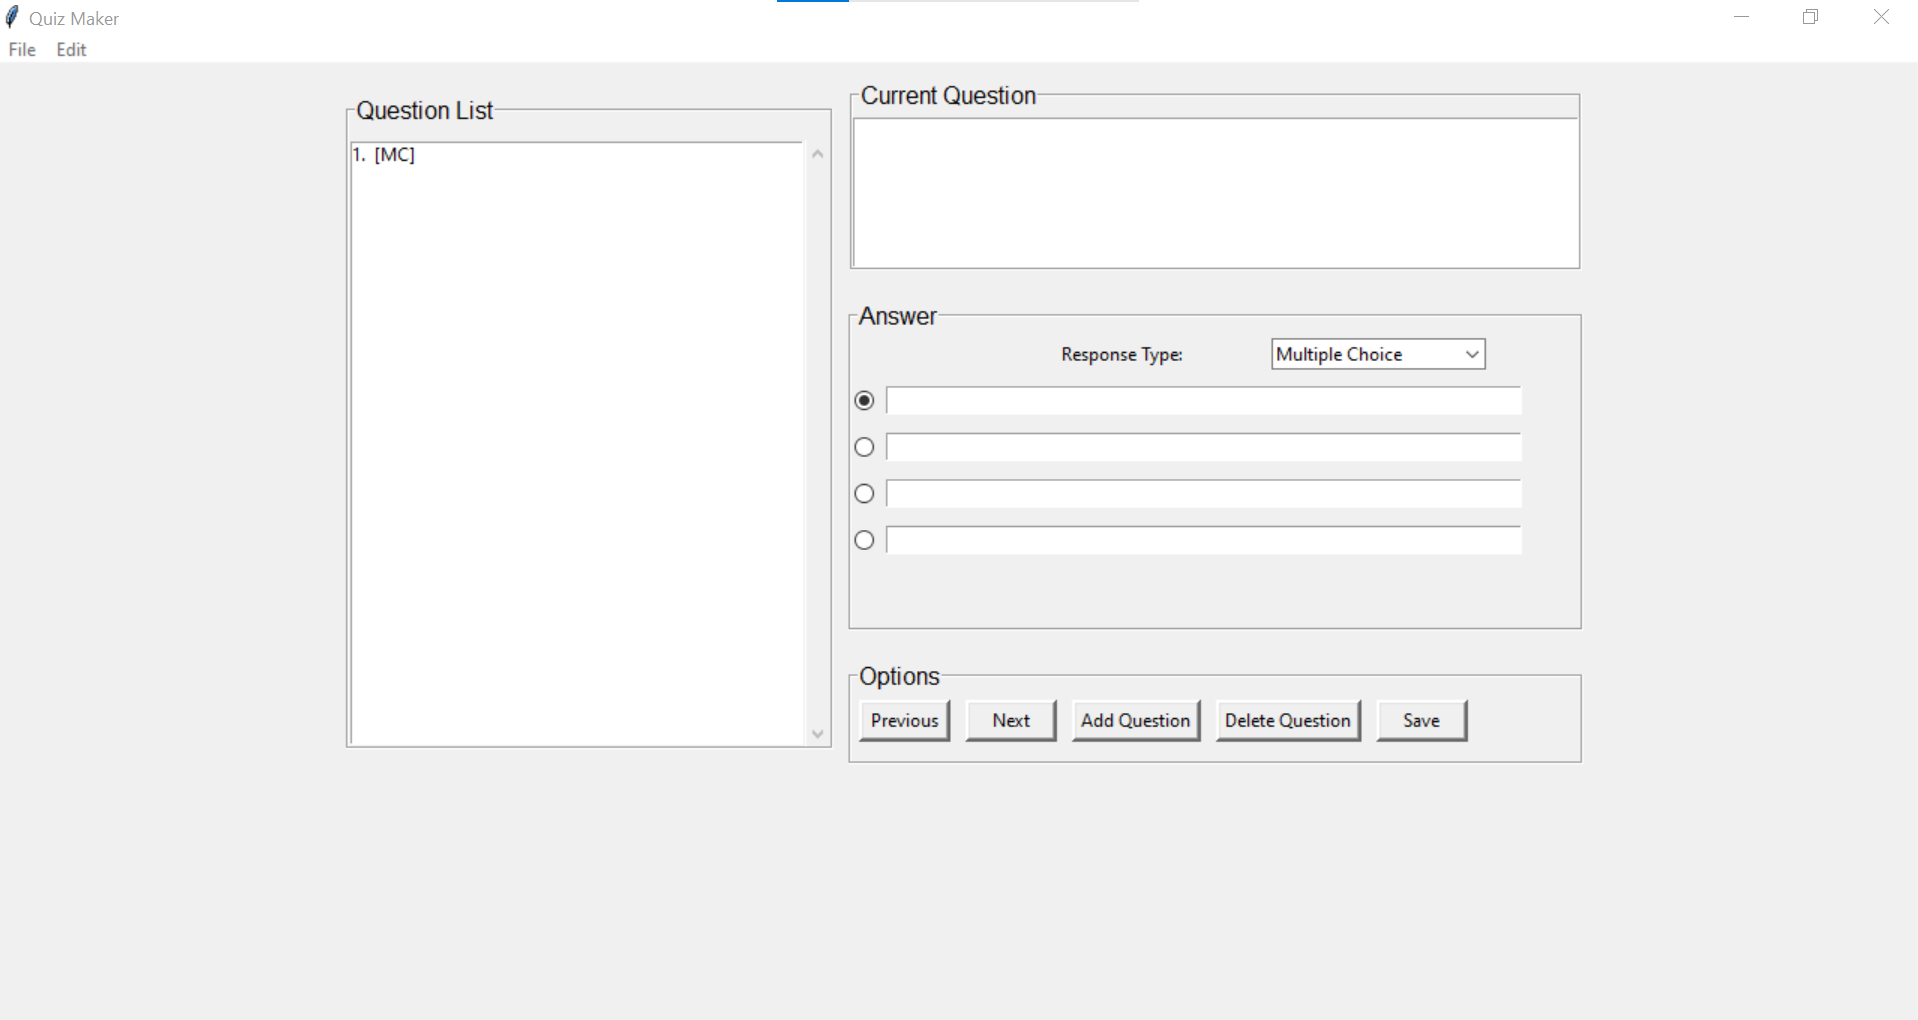 Quiz Maker
File Edit
Question List
1. [MC]
Current Question
Answer
Response Type: Multiple Choice
Options
Previous Next Add Question Delete Question Save